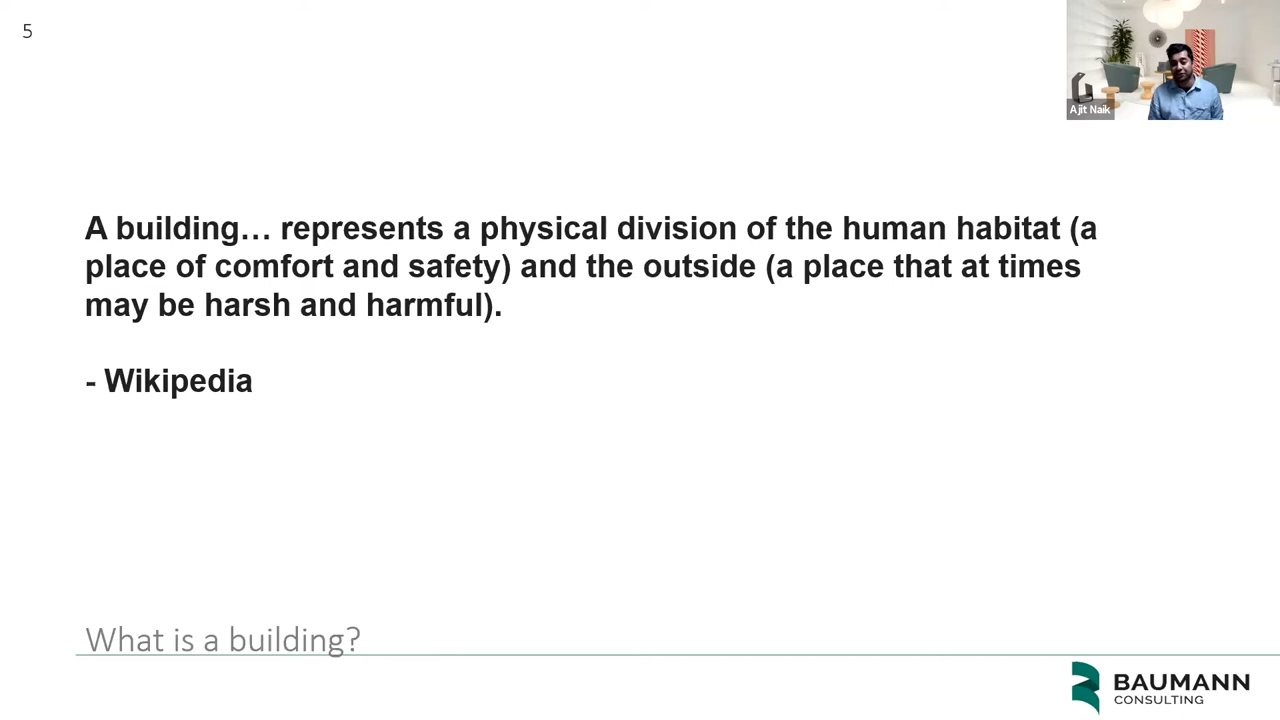 5
Ajit Naik
A building… represents a physical division of the human habitat (a
place of comfort and safety) and the outside (a place that at times
may be harsh and harmful).
- Wikipedia
What is a building?
BAUMANN
CONSULTING